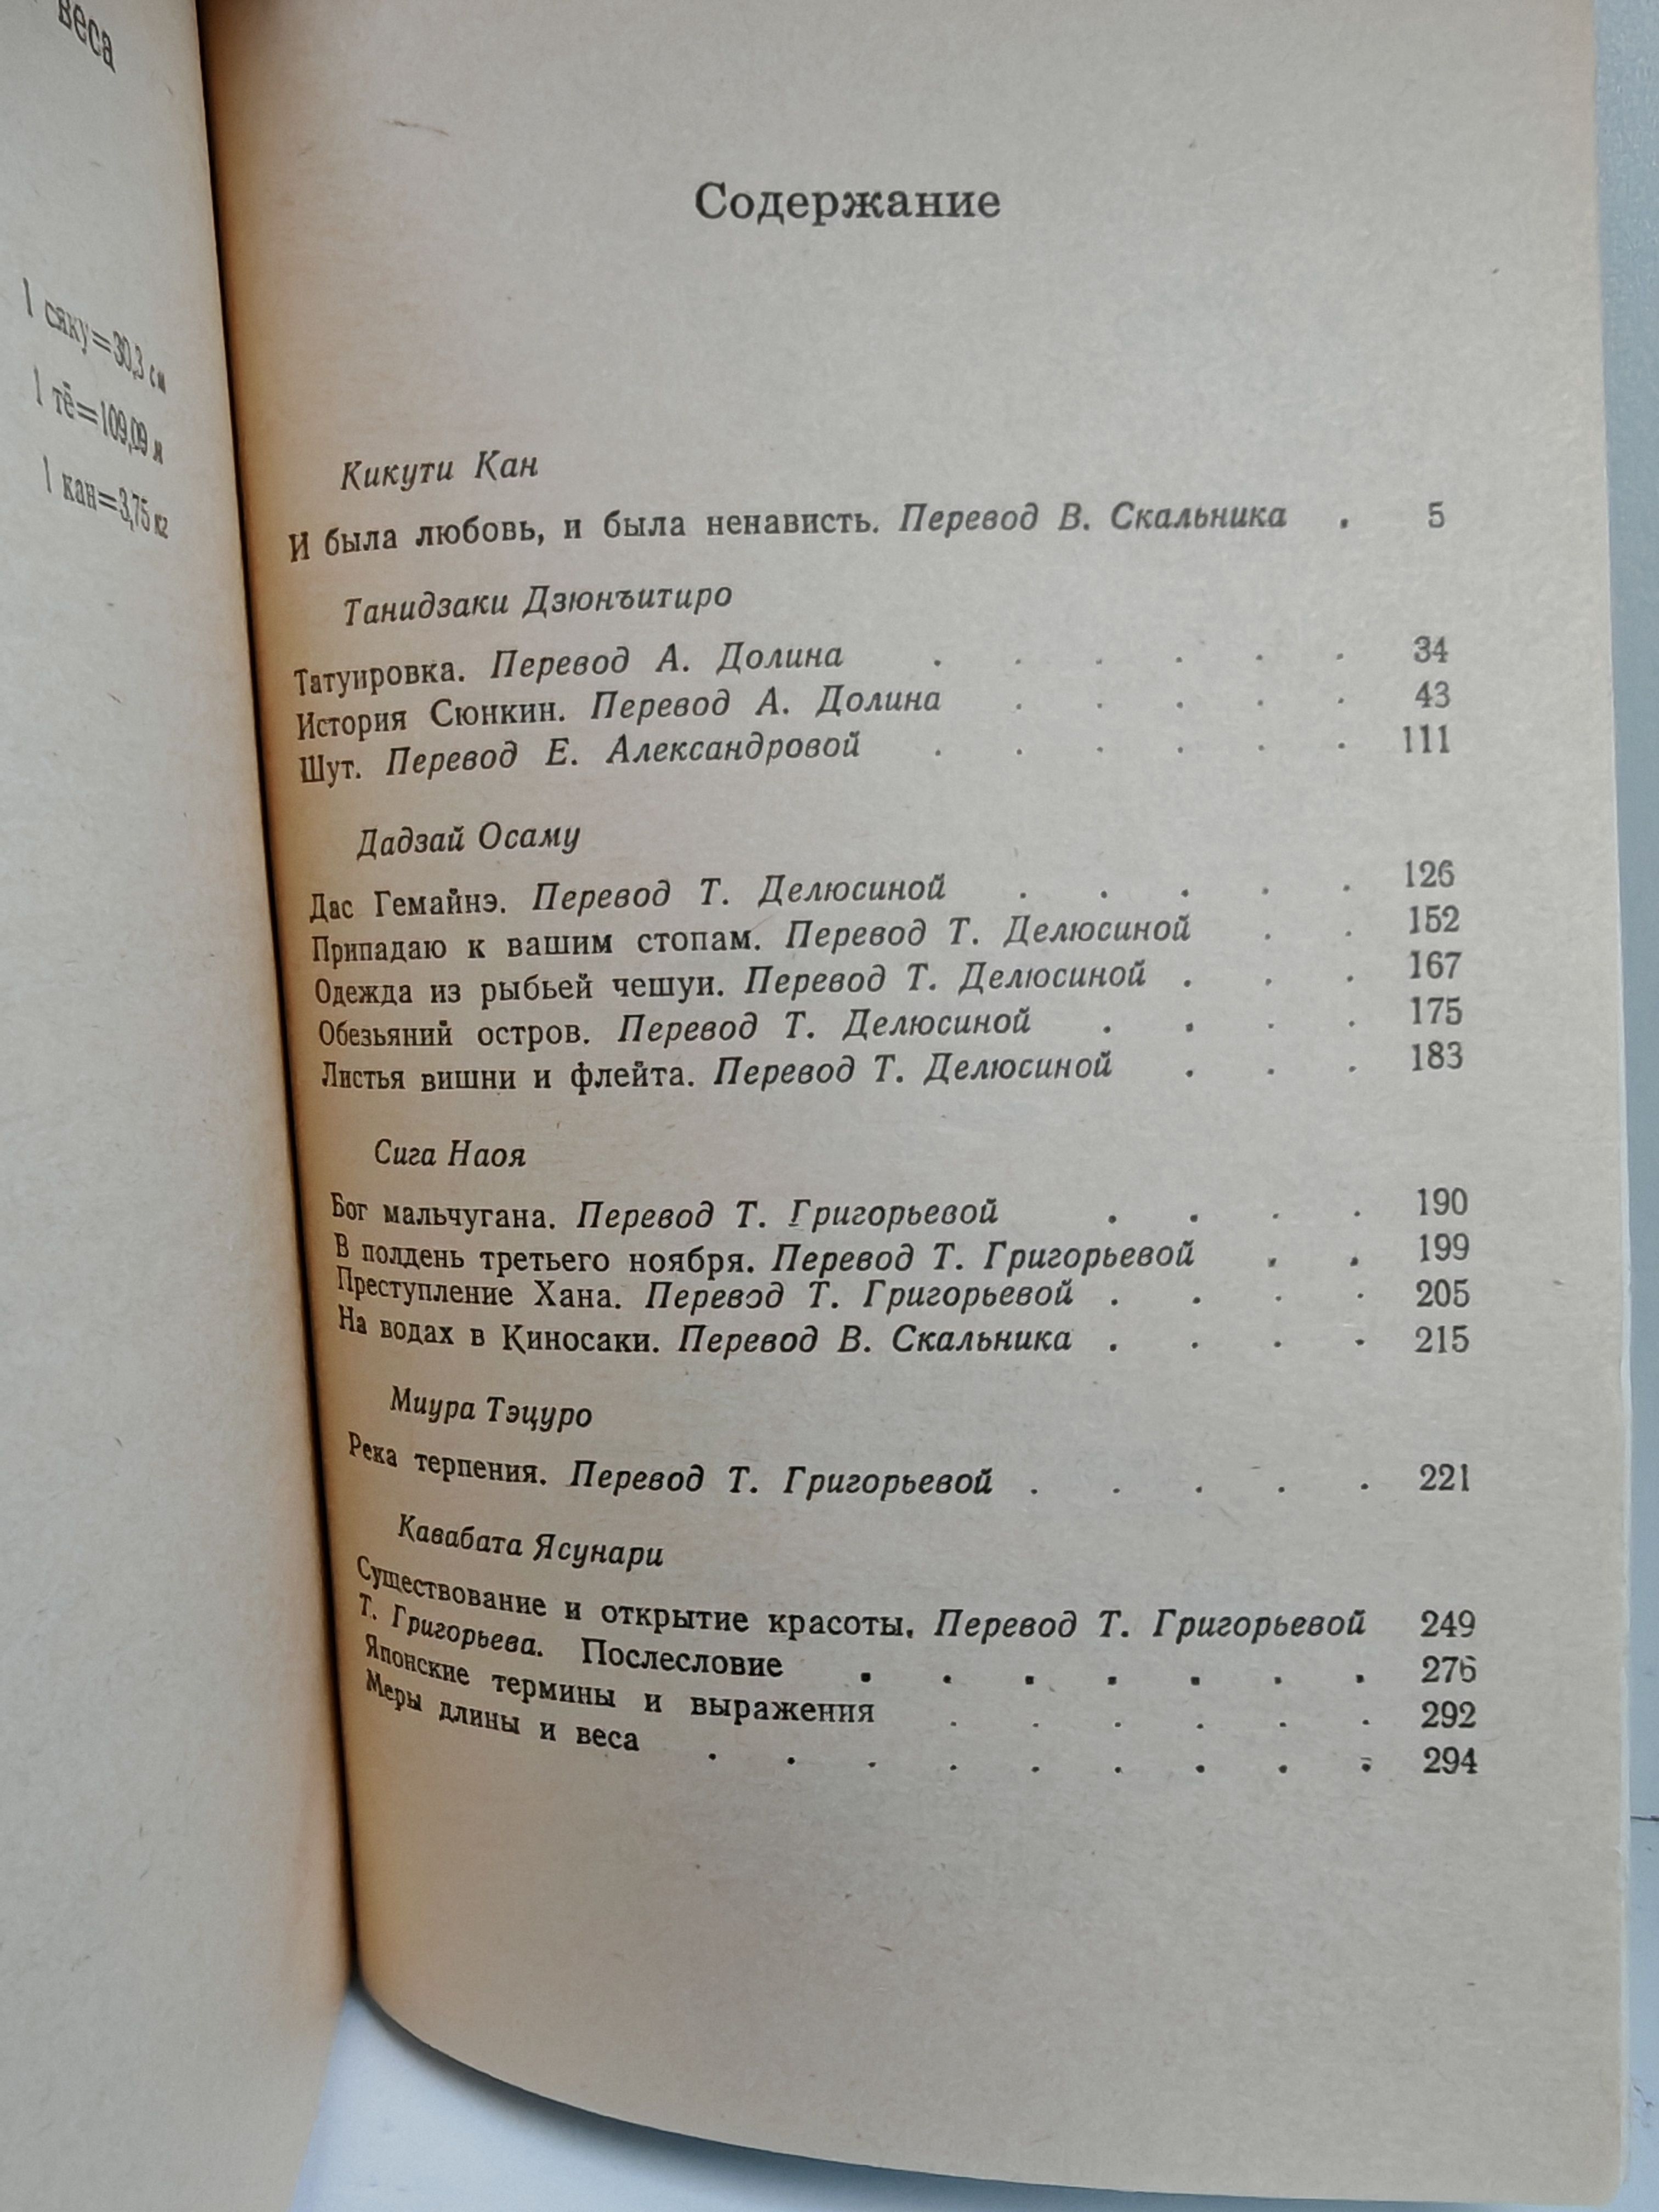 веса
1 сяку=30,3 см
1 тё=109,09 м
1 кан=3,75 кг
Содержание
Кикути Кан
И была любовь, и была ненависть. Перевод В. Скальника . 5
Танидзаки Дзюнъитиро
Татуировка. Перевод А. Долина . . . . . . 34
История Сюнкин. Перевод А. Долина . . . . . 43
Шут. Перевод Е. Александровой . . . . . . 111
Дадзай Осаму
Дас Гемайнэ. Перевод Т. Делюсиной . . . . . 126
Припадаю к вашим стопам. Перевод Т. Делюсиной . . 152
Одежда из рыбьей чешуи. Перевод Т. Делюсиной . . . 167
Обезьяний остров. Перевод Т. Делюсиной . . . . 175
Листья вишни и флейта. Перевод Т. Делюсиной . . . 183
Сига Наоя
Бог мальчугана. Перевод Т. Григорьевой . . . . 190
В полдень третьего ноября. Перевод Т. Григорьевой . . 199
Преступление Хана. Перевод Т. Григорьевой . . . . 205
На водах в Киносаки. Перевод В. Скальника . . . . 215
Миура Тэцуро
Река терпения. Перевод Т. Григорьевой . . . . . 221
Кавабата Ясунари
Существование и открытие красоты. Перевод Т. Григорьевой 249
Т. Григорьева. Послесловие . . . . . . . 276
Японские термины и выражения . . . . . . 292
Меры длины и веса . . . . . . . . . 294